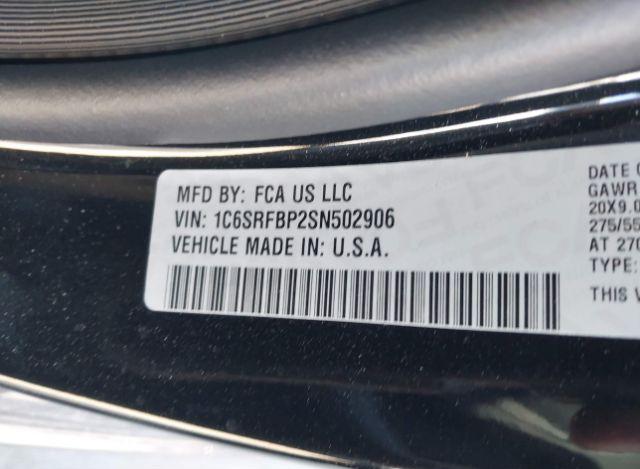 MFD BY: FCA US LLC
VIN: 1C6SRFBP2SN502906
VEHICLE MADE IN: U.S.A.
DATE O
GAWR
20X9.0
275/55
AT 270
TYPE:
THIS V